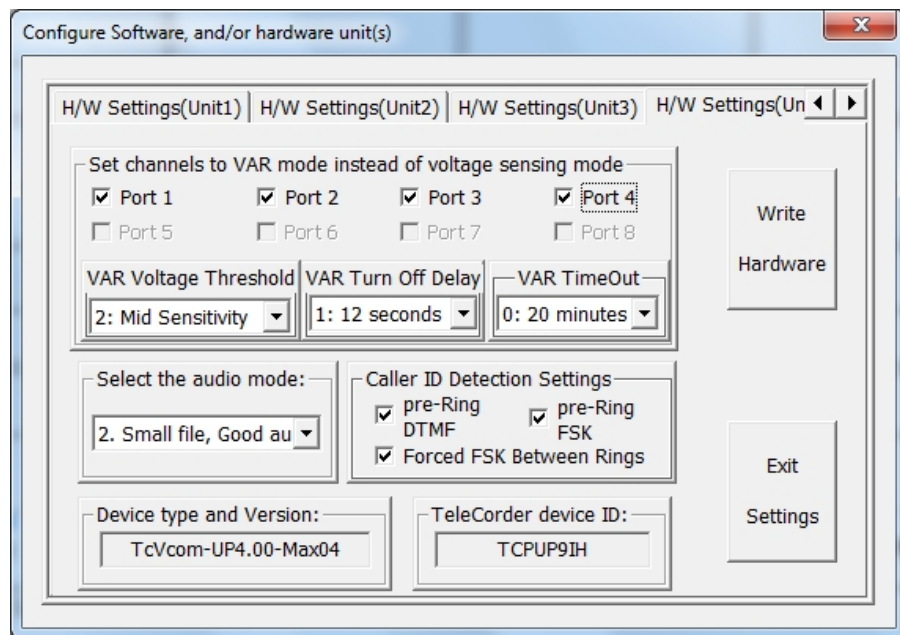 Configure Software, and/or hardware unit(s)
H/W Settings(Unit1) H/W Settings(Unit2) H/W Settings(Unit3) H/W Settings(Un
Set channels to VAR mode instead of voltage sensing mode
Port 1 Port 2 Port 3 Port 4
Port 5 Port 6 Port 7 Port 8
VAR Voltage Threshold VAR Turn Off Delay VAR TimeOut
2: Mid Sensitivity 1: 12 seconds 0: 20 minutes
Write
Hardware
Select the audio mode:
2. Small file, Good au
Caller ID Detection Settings
pre-Ring
DTMF
pre-Ring
FSK
Forced FSK Between Rings
Device type and Version:
TcVcom-UP4.00-Max04
TeleCorder device ID:
TCPUP9IH
Exit
Settings